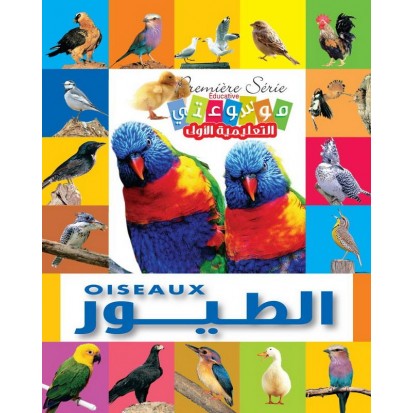 Première Série
Educative
موسوعتي
التعليمية الأولى
OISEAUX
الطيور